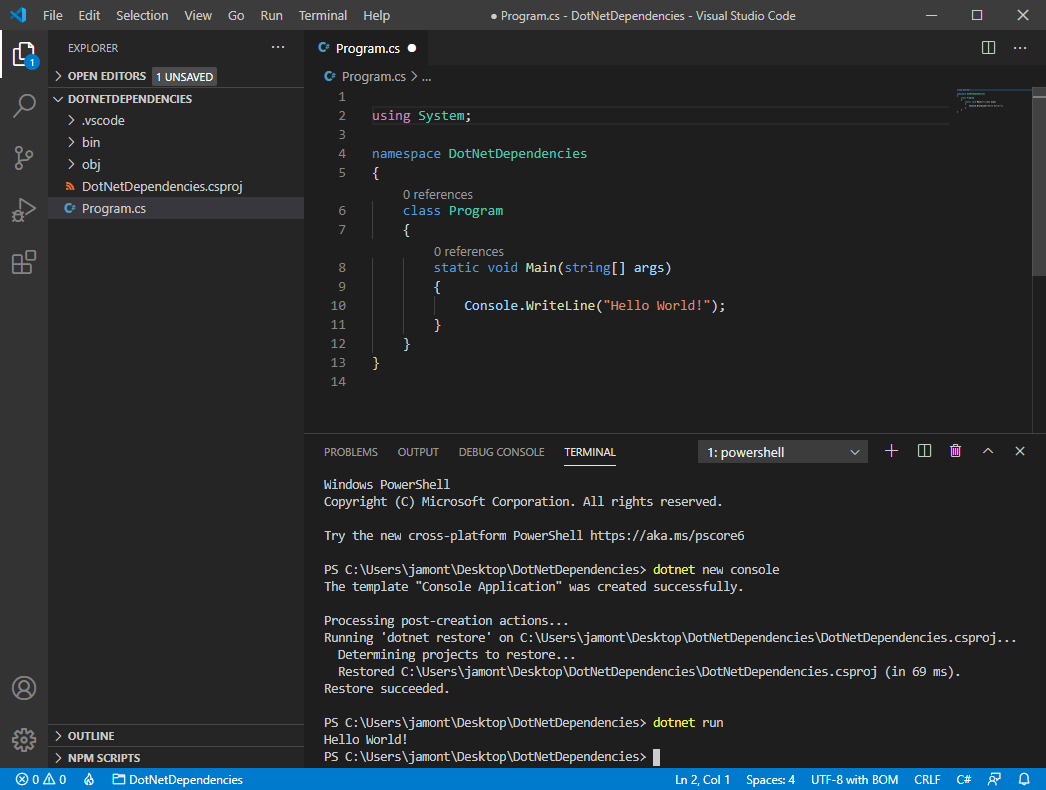 File Edit Selection View Go Run Terminal Help ● Program.cs - DotNetDependencies - Visual Studio Code
1
EXPLORER
OPEN EDITORS 1 UNSAVED
DOTNETDEPENDENCIES
.vscode
bin
obj
DotNetDependencies.csproj
C# Program.cs
OUTLINE
NPM SCRIPTS
C# Program.cs ●
C# Program.cs > ...
1
2 using System;
3
4 namespace DotNetDependencies
5 {
0 references
6 class Program
7 {
0 references
8 static void Main(string[] args)
9 {
10 Console.WriteLine("Hello World!");
11 }
12 }
13 }
14
PROBLEMS OUTPUT DEBUG CONSOLE TERMINAL 1: powershell
Windows PowerShell
Copyright (C) Microsoft Corporation. All rights reserved.
Try the new cross-platform PowerShell https://aka.ms/pscore6
PS C:\Users\jamont\Desktop\DotNetDependencies> dotnet new console
The template "Console Application" was created successfully.
Processing post-creation actions...
Running 'dotnet restore' on C:\Users\jamont\Desktop\DotNetDependencies\DotNetDependencies.csproj...
Determining projects to restore...
Restored C:\Users\jamont\Desktop\DotNetDependencies\DotNetDependencies.csproj (in 69 ms).
Restore succeeded.
PS C:\Users\jamont\Desktop\DotNetDependencies> dotnet run
Hello World!
PS C:\Users\jamont\Desktop\DotNetDependencies>
0 0 DotNetDependencies Ln 2, Col 1 Spaces: 4 UTF-8 with BOM CRLF C#